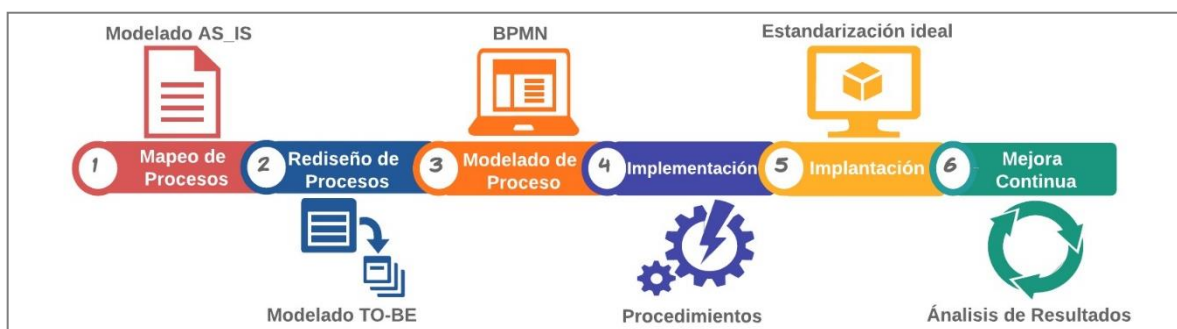 Modelado AS_IS
BPMN
Estandarización ideal
1
Mapeo de
Procesos
2
Rediseño de
Procesos
3
Modelado de
Proceso
4
Implementación
5
Implantación
6
Mejora
Continua
Modelado TO-BE
Procedimientos
Ánalisis de Resultados